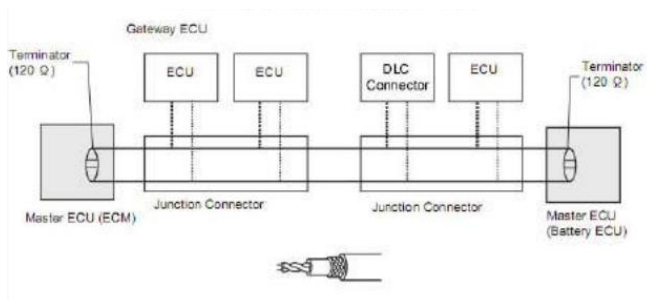 Gateway ECU
Terminator
(120 Ω)
ECU
ECU
DLC
Connector
ECU
Terminator
(120 Ω)
Master ECU (ECM)
Junction Connector
Junction Connector
Master ECU
(Battery ECU)